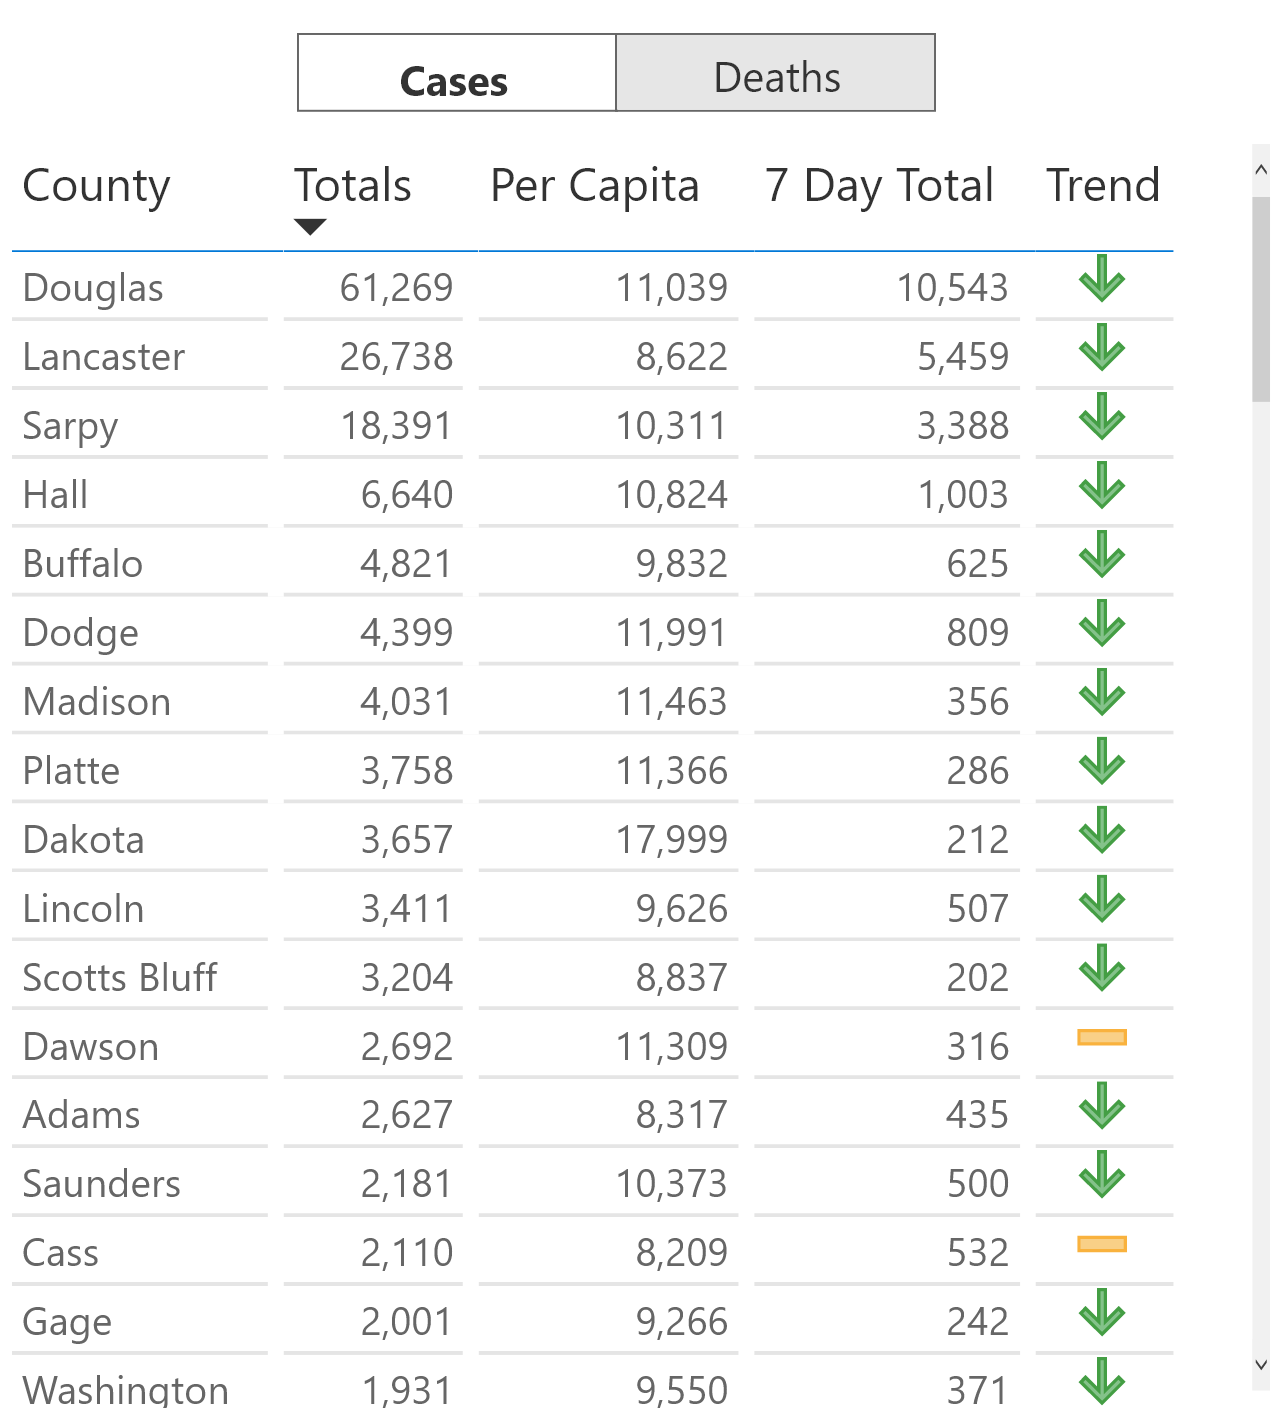 Cases Deaths
County Totals Per Capita 7 Day Total Trend
Douglas 61,269 11,039 10,543
Lancaster 26,738 8,622 5,459
Sarpy 18,391 10,311 3,388
Hall 6,640 10,824 1,003
Buffalo 4,821 9,832 625
Dodge 4,399 11,991 809
Madison 4,031 11,463 356
Platte 3,758 11,366 286
Dakota 3,657 17,999 212
Lincoln 3,411 9,626 507
Scotts Bluff 3,204 8,837 202
Dawson 2,692 11,309 316
Adams 2,627 8,317 435
Saunders 2,181 10,373 500
Cass 2,110 8,209 532
Gage 2,001 9,266 242
Washington 1,931 9,550 371